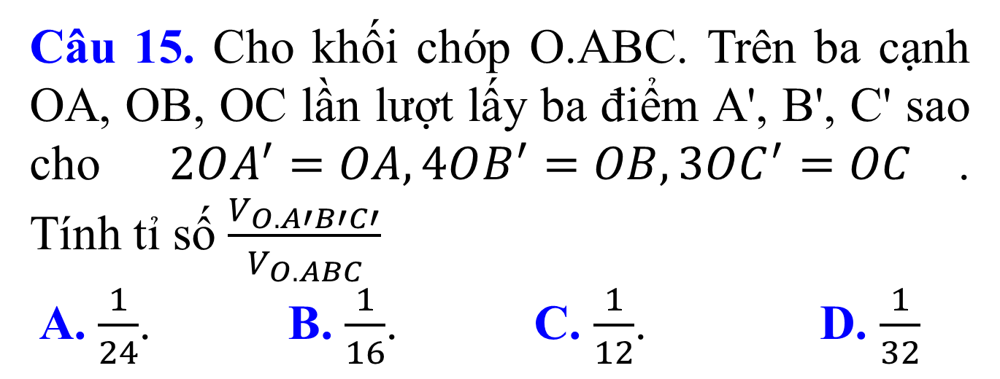 Câu 15. Cho khối chóp O.ABC. Trên ba cạnh
OA, OB, OC lần lượt lấy ba điểm A', B', C' sao
cho 2OA′ = OA, 4OB′ = OB, 3OC′ = OC .
Tính tỉ số \frac{V_{O.A'B'C'}}{V_{O.ABC}}
A. \frac{1}{24}. B. \frac{1}{16}. C. \frac{1}{12}. D. \frac{1}{32}